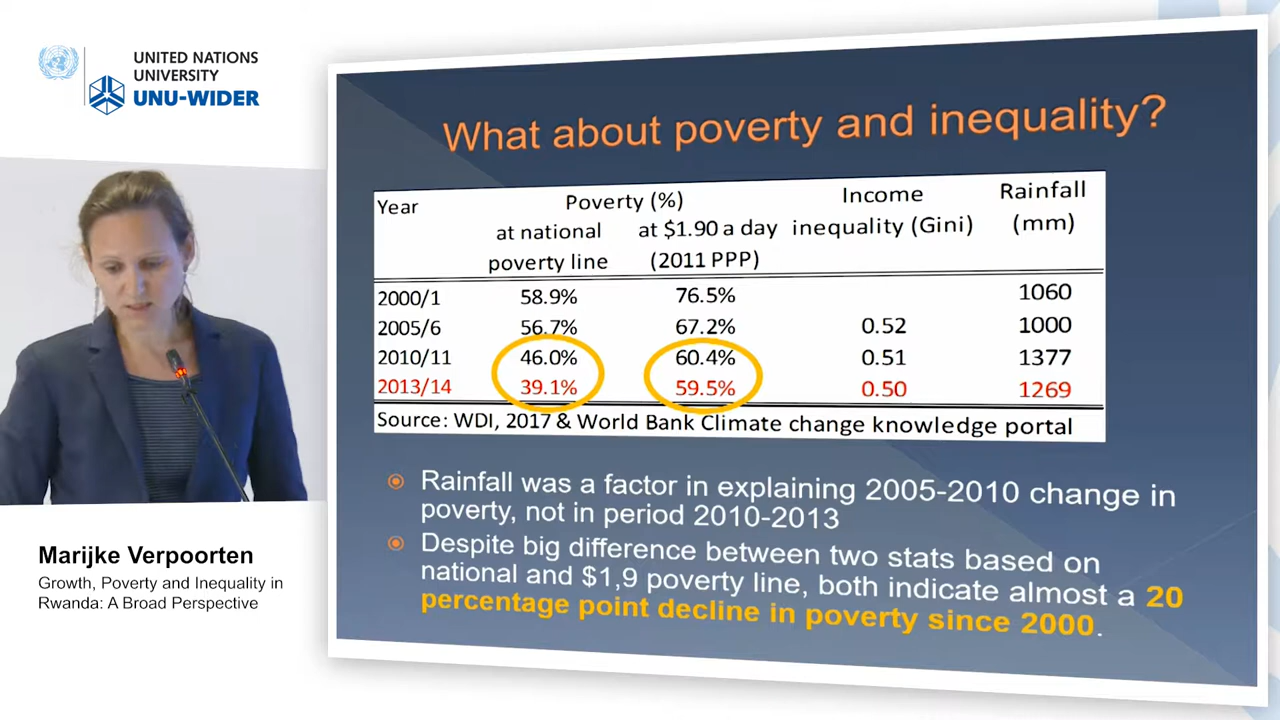 UNITED NATIONS
UNIVERSITY
UNU-WIDER
What about poverty and inequality?
Year Poverty (%) Income Rainfall
at national at $1.90 a day inequality (Gini) (mm)
poverty line (2011 PPP)
2000/1 58.9% 76.5% 1060
2005/6 56.7% 67.2% 0.52 1000
2010/11 46.0% 60.4% 0.51 1377
2013/14 39.1% 59.5% 0.50 1269
Source: WDI, 2017 & World Bank Climate change knowledge portal
Rainfall was a factor in explaining 2005-2010 change in
poverty, not in period 2010-2013
Despite big difference between two stats based on
national and $1,9 poverty line, both indicate almost a 20
percentage point decline in poverty since 2000.
Marijke Verpoorten
Growth, Poverty and Inequality in
Rwanda: A Broad Perspective